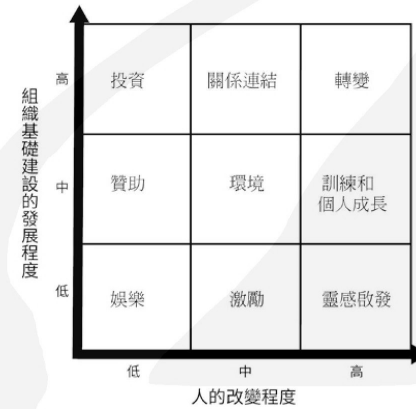 組織基礎建設的發展程度
高
投資
關係連結
轉變
中
贊助
環境
訓練和
個人成長
低
娛樂
激勵
靈感啟發
低
中
高
人的改變程度